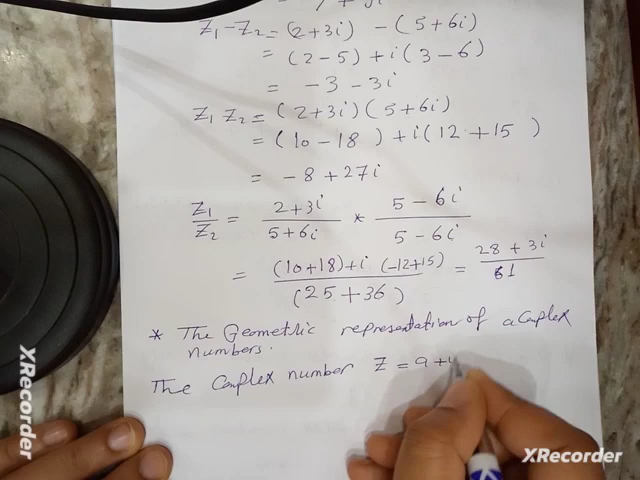 Z₁-Z₂ = (2+3i) - (5+6i)
= (2-5) + i(3-6)
= -3 - 3i
Z₁ Z₂ = (2+3i)(5+6i)
= (10-18) + i(12+15)
= -8 + 27i
Z₁/Z₂ = (2+3i)/(5+6i) * (5-6i)/(5-6i)
= ((10+18)+i(-12+15))/(25+36) = (28+3i)/61
* The Geometric representation of a Complex
numbers.
The Complex number Z = a+
XRecorder
XRecorder